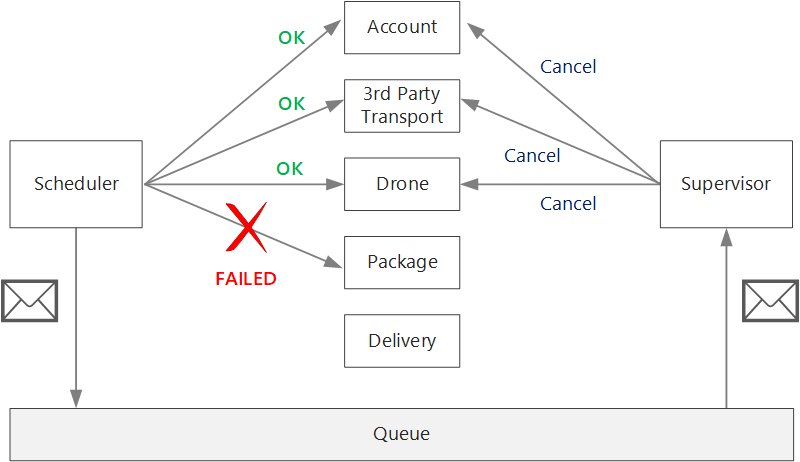 Account
OK
Cancel
3rd Party
Transport
OK
Cancel
Scheduler
OK
Drone
Supervisor
Cancel
Package
FAILED
Delivery
Queue